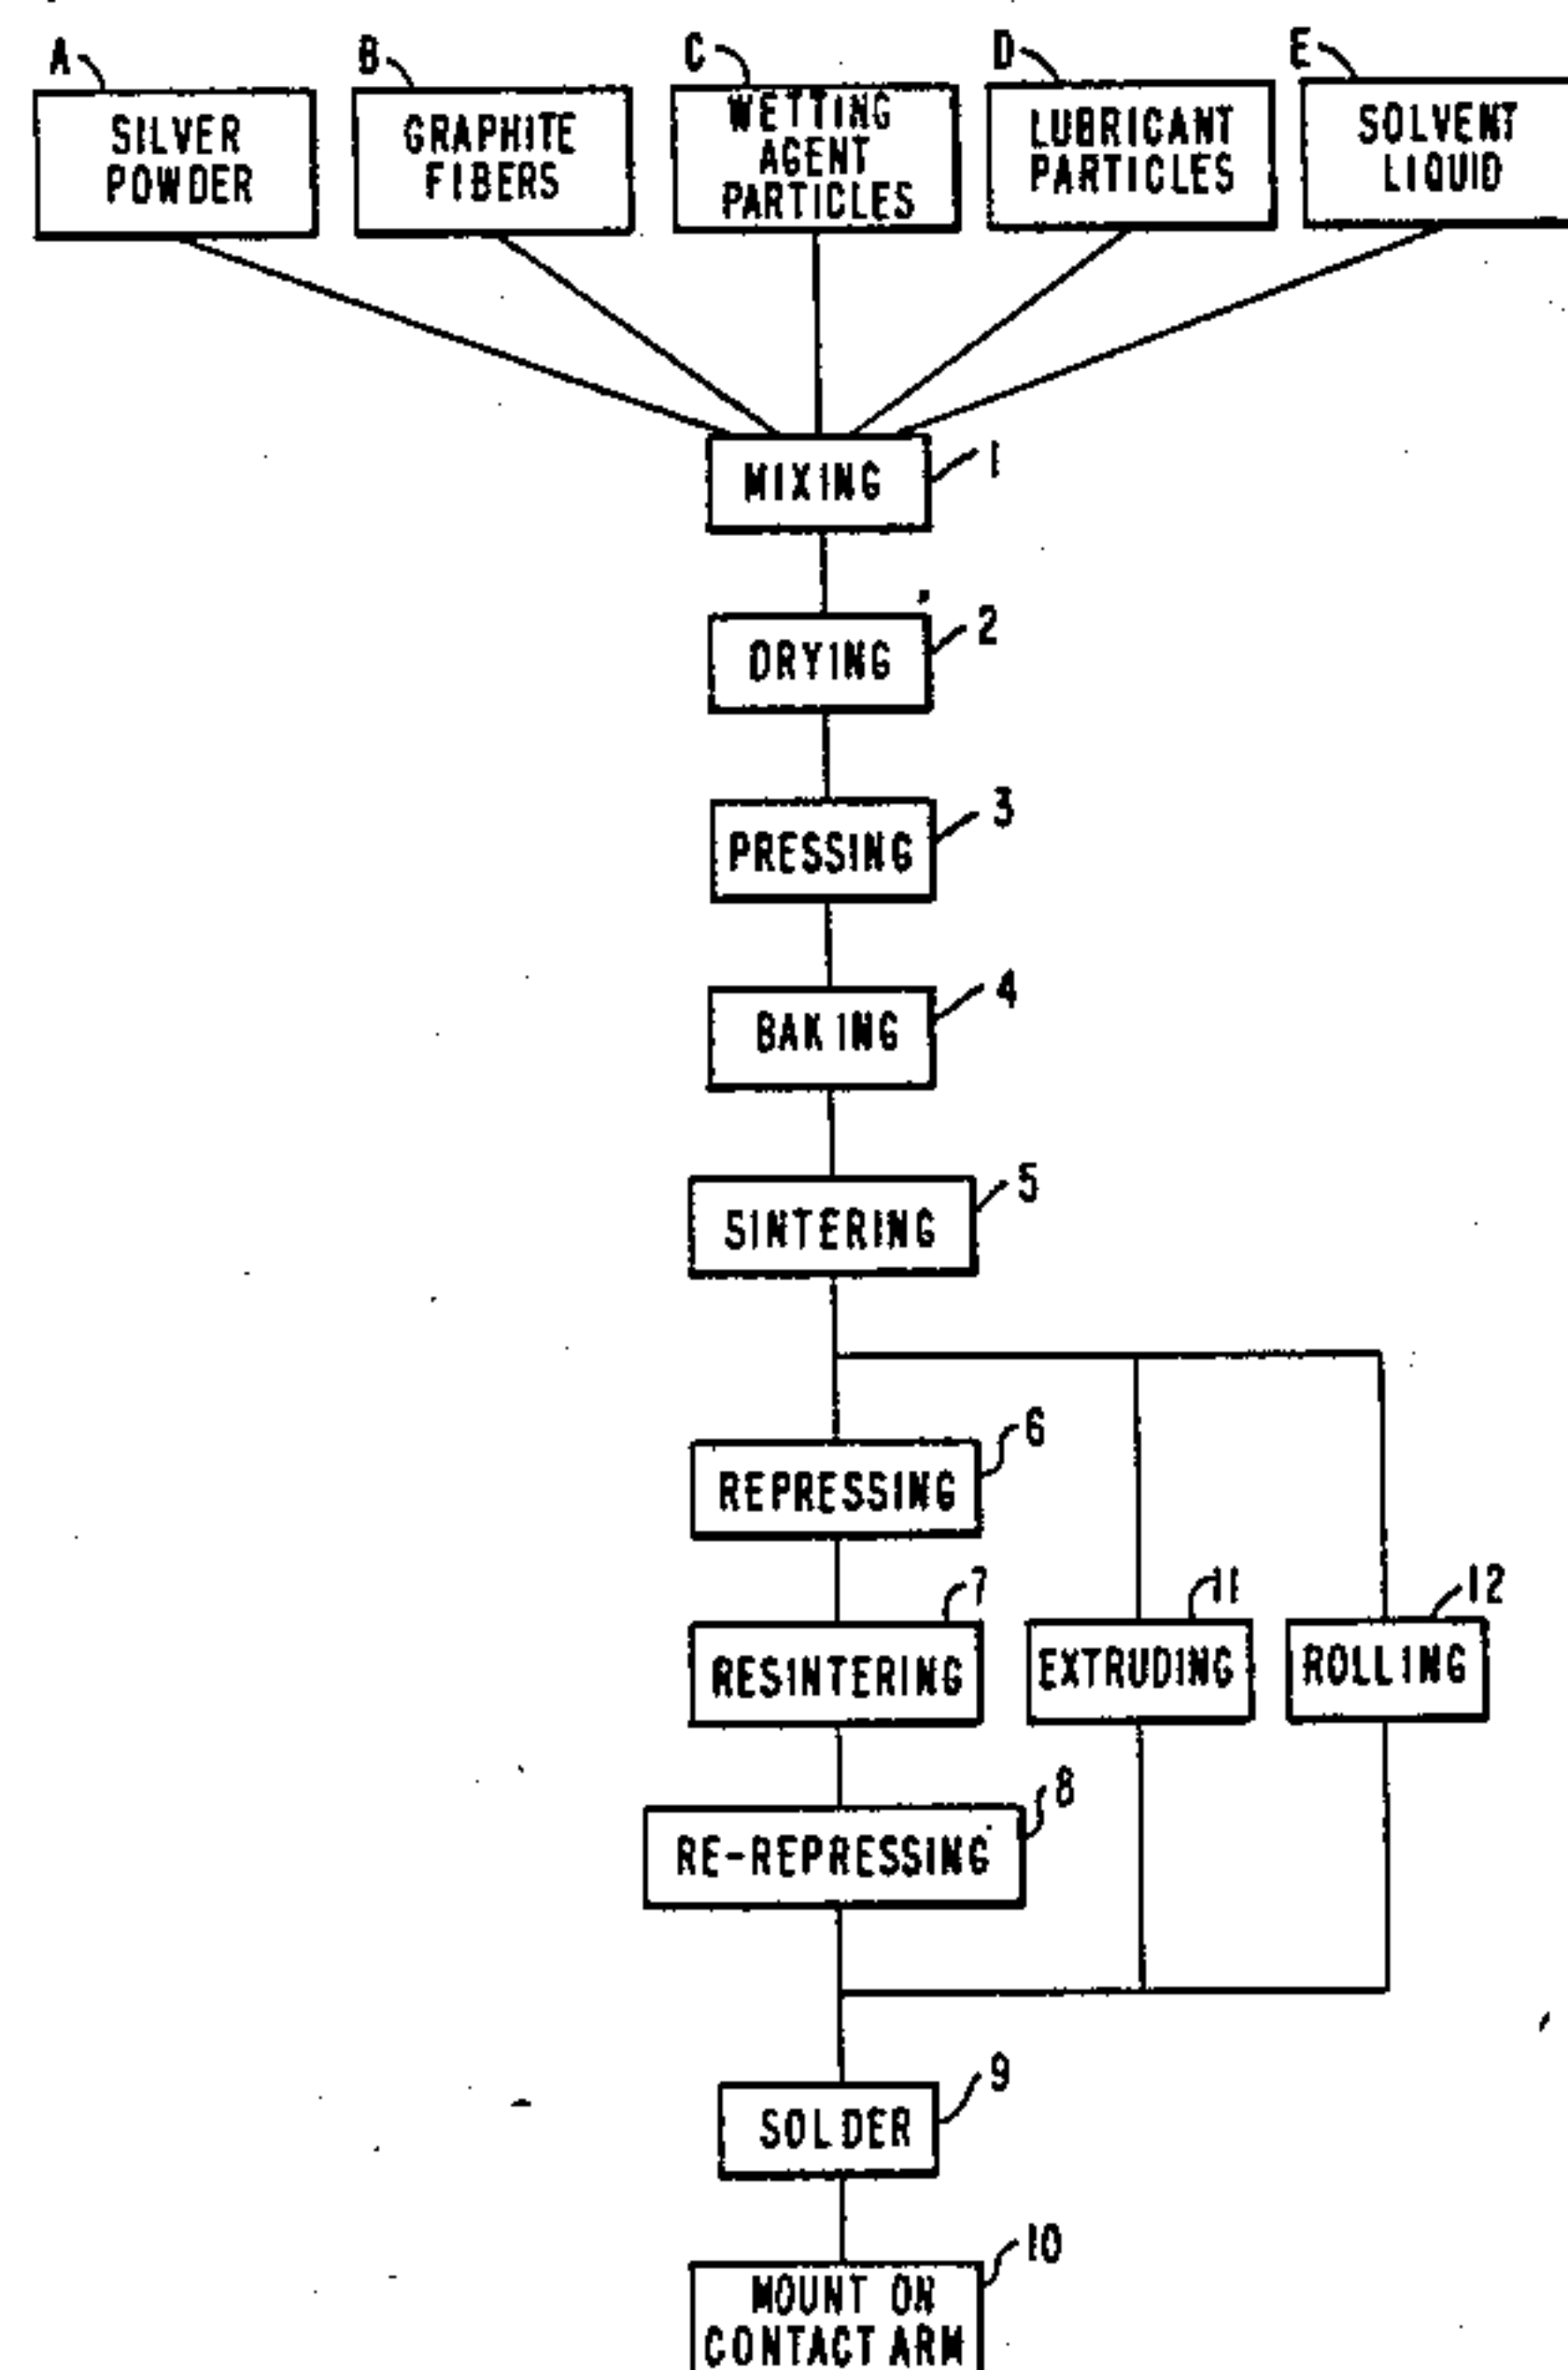 A
B
C
D
E
SILVER
POWDER
GRAPHITE
FIBERS
WETTING
AGENT
PARTICLES
LUBRICANT
PARTICLES
SOLVENT
LIQUID
MIXING
1
DRYING
2
PRESSING
3
BAKING
4
SINTERING
5
REPRESSING
6
RESINTERING
7
EXTRUDING
11
ROLLING
12
RE-REPRESSING
8
SOLDER
9
MOUNT ON
CONTACT ARM
10